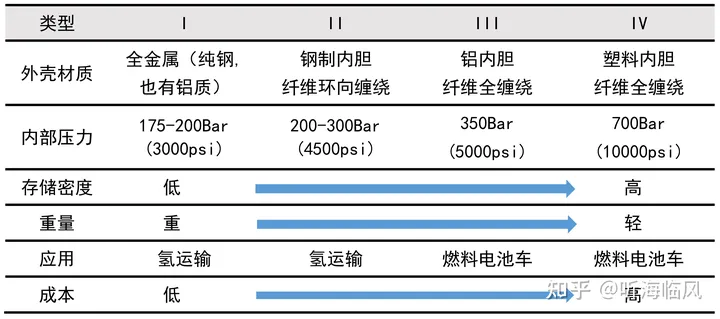 类型 I II III IV
外壳材质 全金属（纯钢，也有铝质） 钢制内胆纤维环向缠绕 铝内胆纤维全缠绕 塑料内胆纤维全缠绕
内部压力 175-200Bar (3000psi) 200-300Bar (4500psi) 350Bar (5000psi) 700Bar (10000psi)
存储密度 低 高
重量 重 轻
应用 氢运输 氢运输 燃料电池车 燃料电池车
成本 低 高
知乎 @听海临风